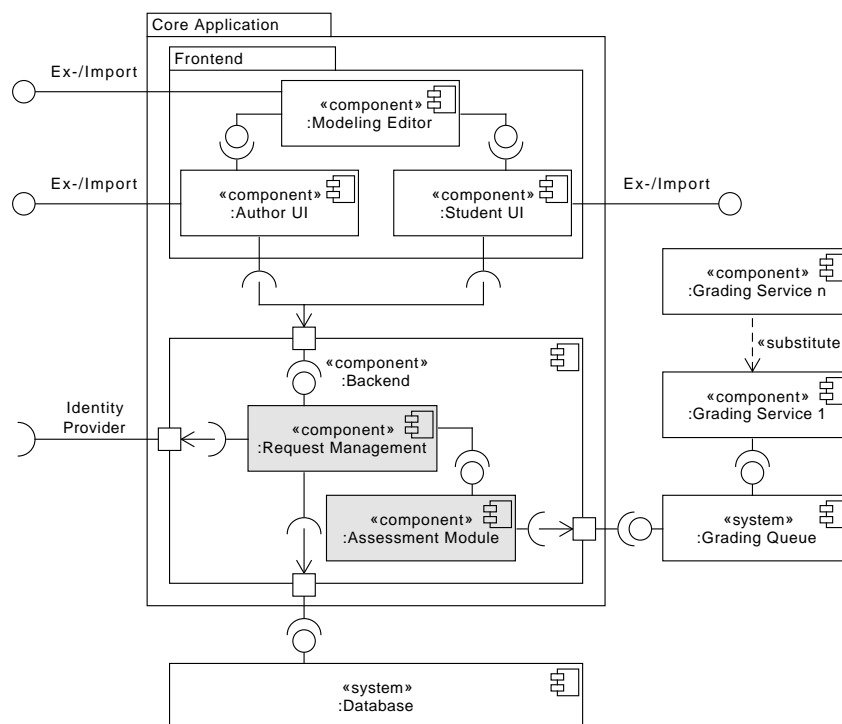 Core Application
Frontend
Ex-/Import
«component»
:Modeling Editor
Ex-/Import
«component»
:Author UI
«component»
:Student UI
Ex-/Import
«component»
:Grading Service n
«substitute
«component»
:Backend
«component»
:Grading Service 1
Identity
Provider
«component»
:Request Management
«component»
:Assessment Module
«system»
:Grading Queue
«system»
:Database